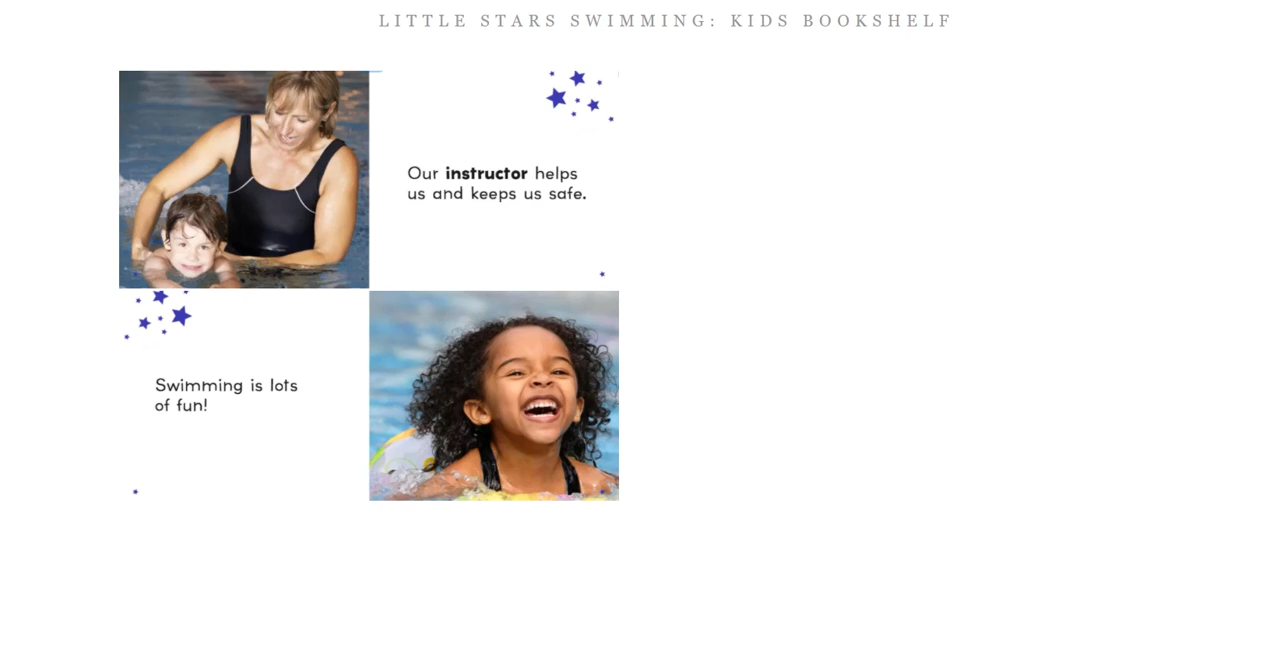 LITTLE STARS SWIMMING: KIDS BOOKSHELF
Our instructor helps
us and keeps us safe.
Swimming is lots
of fun!